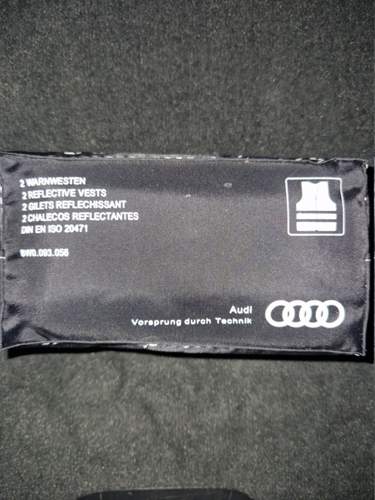 2 WARNWESTEN
2 REFLECTIVE VESTS
2 GILETS REFLECHISSANT
2 CHALECOS REFLECTANTES
DIN EN ISO 20471
8W0.093.056
Audi
Vorsprung durch Technik